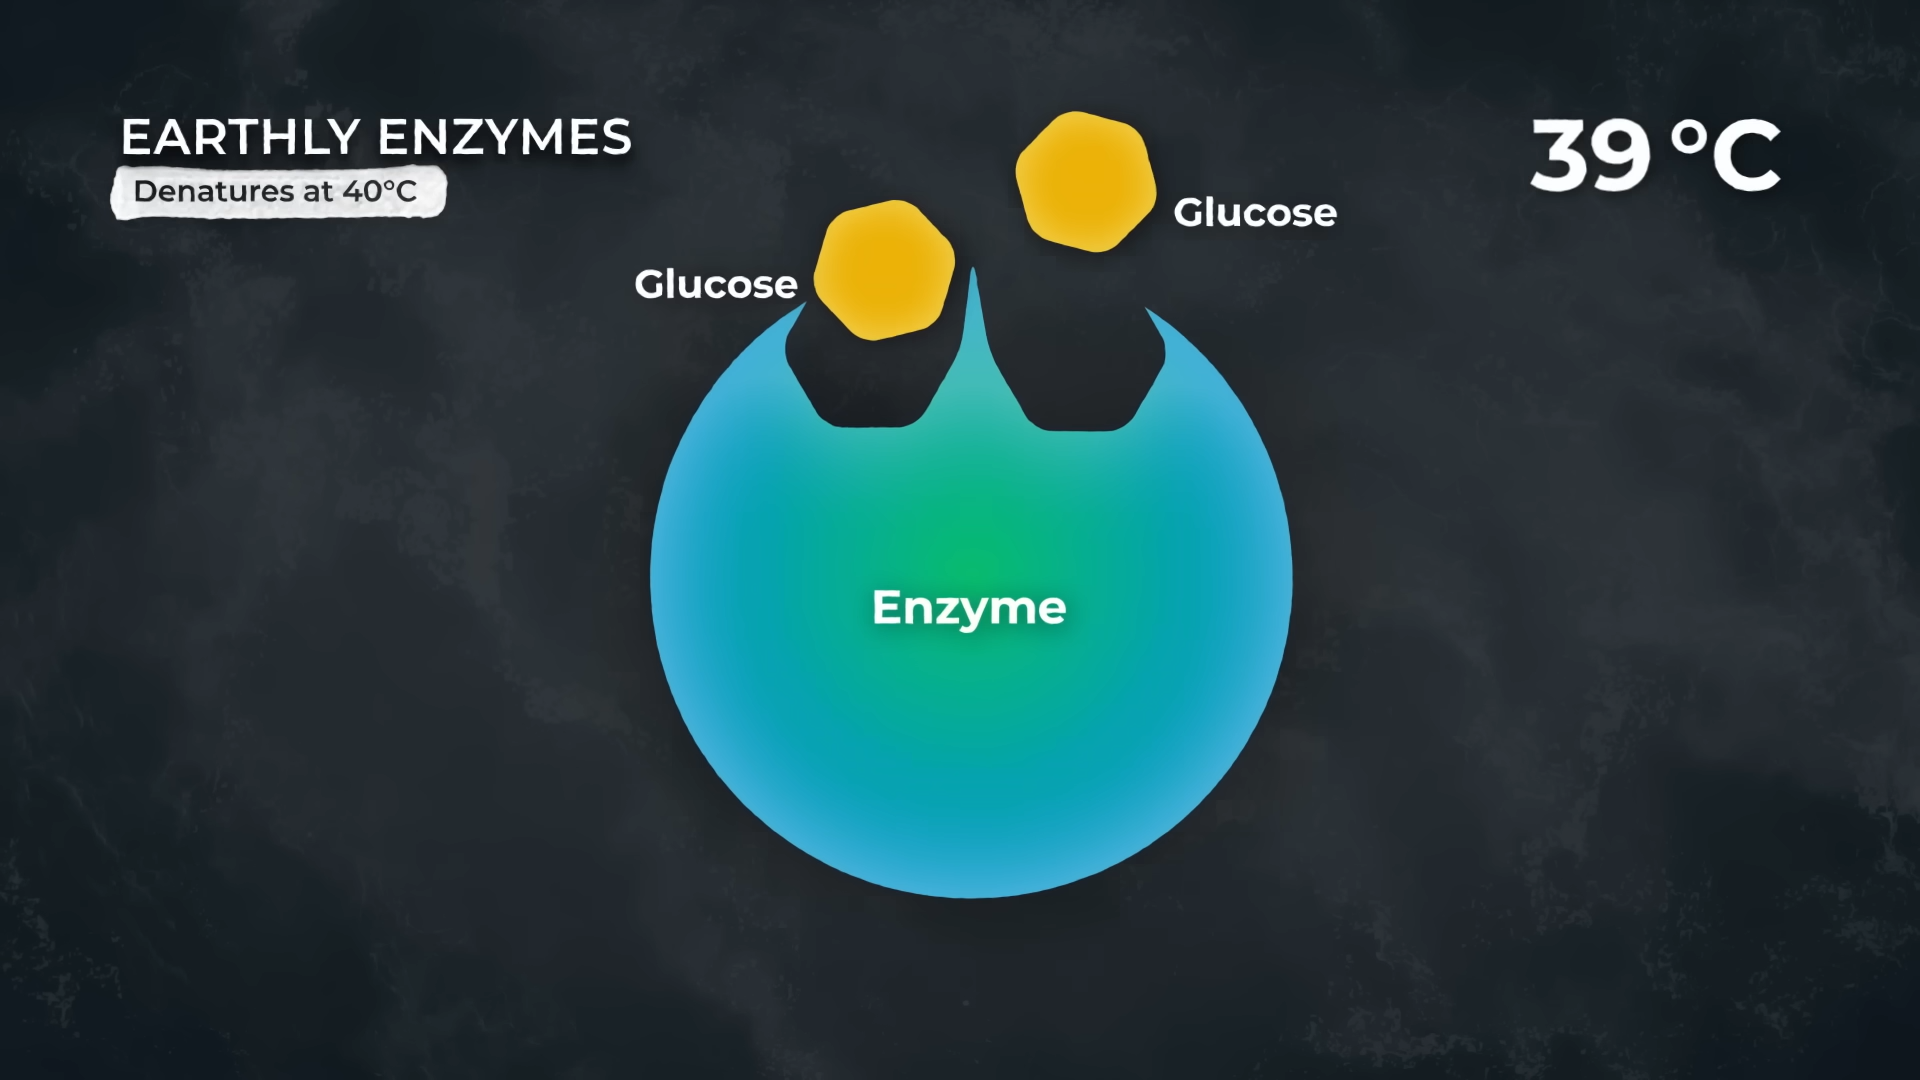 EARTHLY ENZYMES
Denatures at 40°C
39 °C
Glucose
Glucose
Enzyme